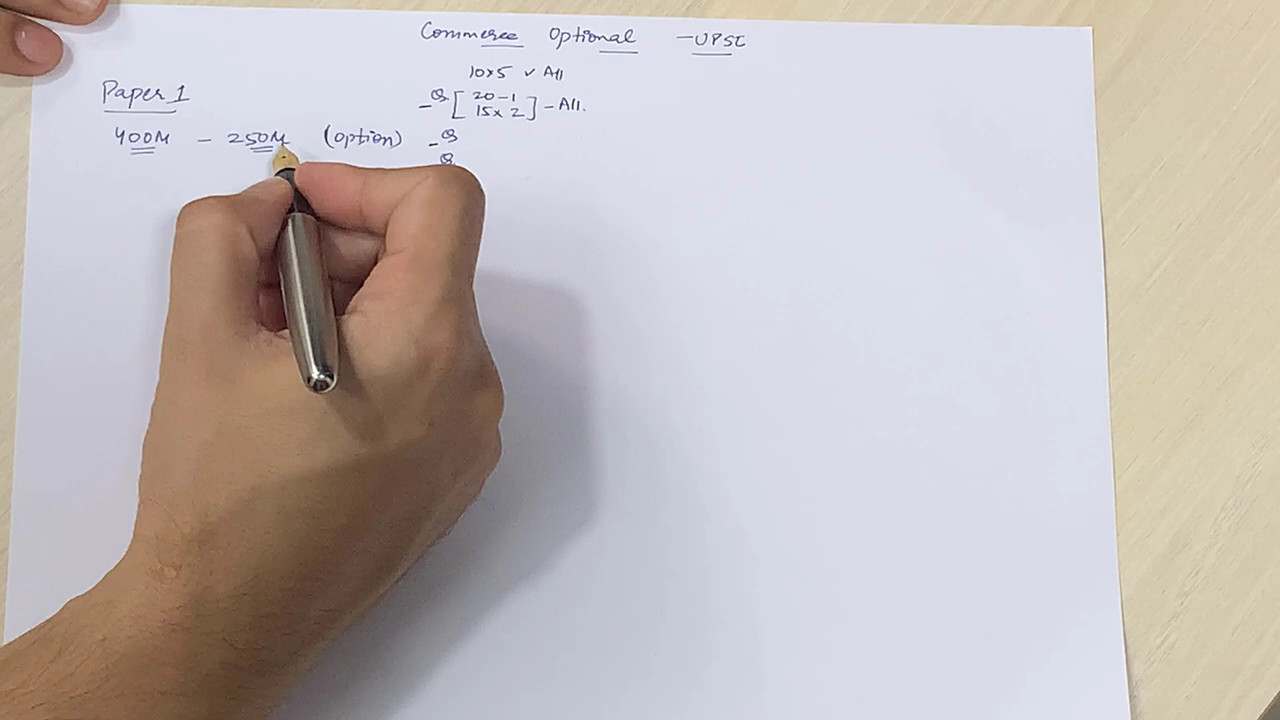 Commerce Optional - UPSC
10x5 ✓ All
Paper 1
- Q [ 20-1
15x2 ] - All.
400M - 250M (option) - Q
Q